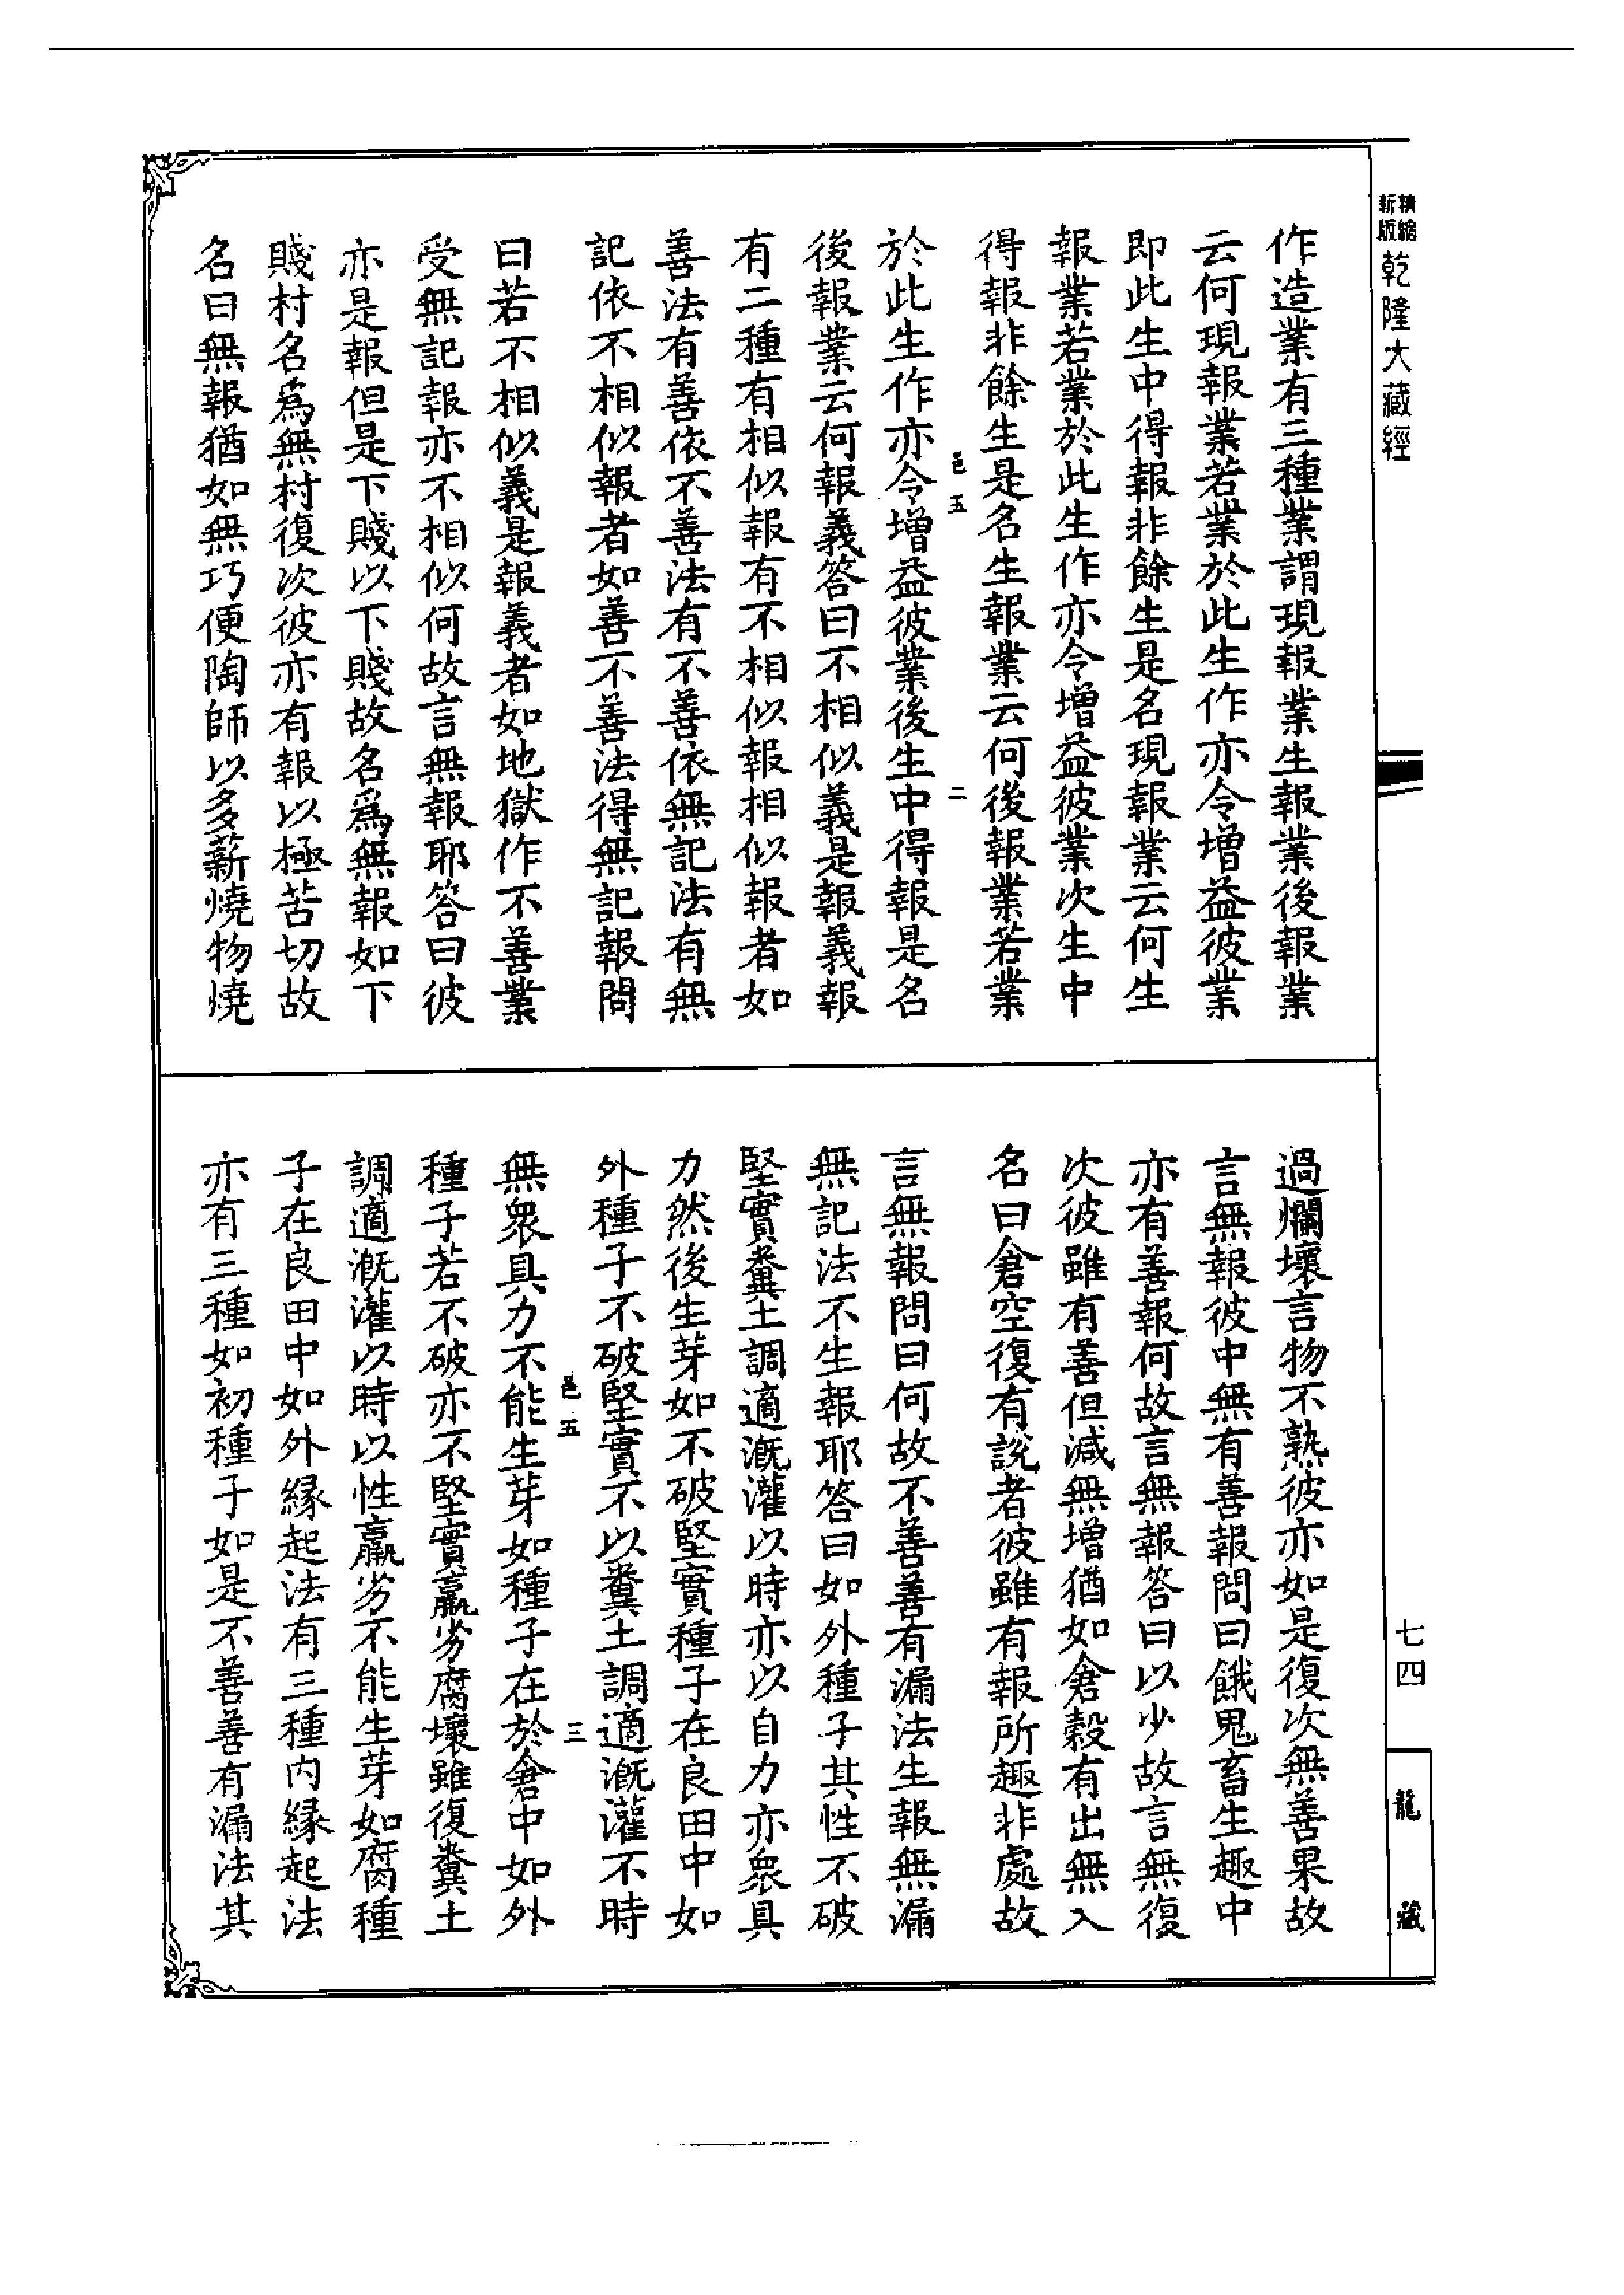 精縮
新版
乾隆大藏經
作造業有三種業謂現報業生報業後報業
云何現報業若業於此生作亦令增益彼業
即此生中得報非餘生是名現報業云何生
報業若業於此生作亦令增益彼業次生中
得報非餘生是名生報業云何後報業若業
邑五 二
於此生作亦令增益彼業後生中得報是名
後報業云何報義答曰不相似義是報義報
有二種有相似報有不相似報相似報者如
善法有善依不善法有不善依無記法有無
記依不相似報者如善不善法得無記報問
曰若不相似義是報義者如地獄作不善業
受無記報亦不相似何故言無報耶答曰彼
亦是報但是下賤以下賤故名爲無報如下
賤村名爲無村復次彼亦有報以極苦切故
名曰無報猶如無巧便陶師以多薪燒物燒
過爛壞言物不熟彼亦如是復次無善果故
言無報彼中無有善報問曰餓鬼畜生趣中
亦有善報何故言無報答曰以少故言無復
次彼雖有善但減無增猶如倉穀有出無入
名曰倉空復有說者彼雖有報所趣非處故
言無報問曰何故不善善有漏法生報無漏
無記法不生報耶答曰如外種子其性不破
堅實糞土調適漑灌以時亦以自力亦衆具
力然後生芽如不破堅實種子在良田中如
外種子不破堅實不以糞土調適漑灌不時
邑五 三
無衆具力不能生芽如種子在於倉中如外
種子若不破亦不堅實羸劣腐壞雖復糞土
調適漑灌以時以性羸劣不能生芽如腐種
子在良田中如外緣起法有三種內緣起法
亦有三種如初種子如是不善善有漏法其
七四
龍藏